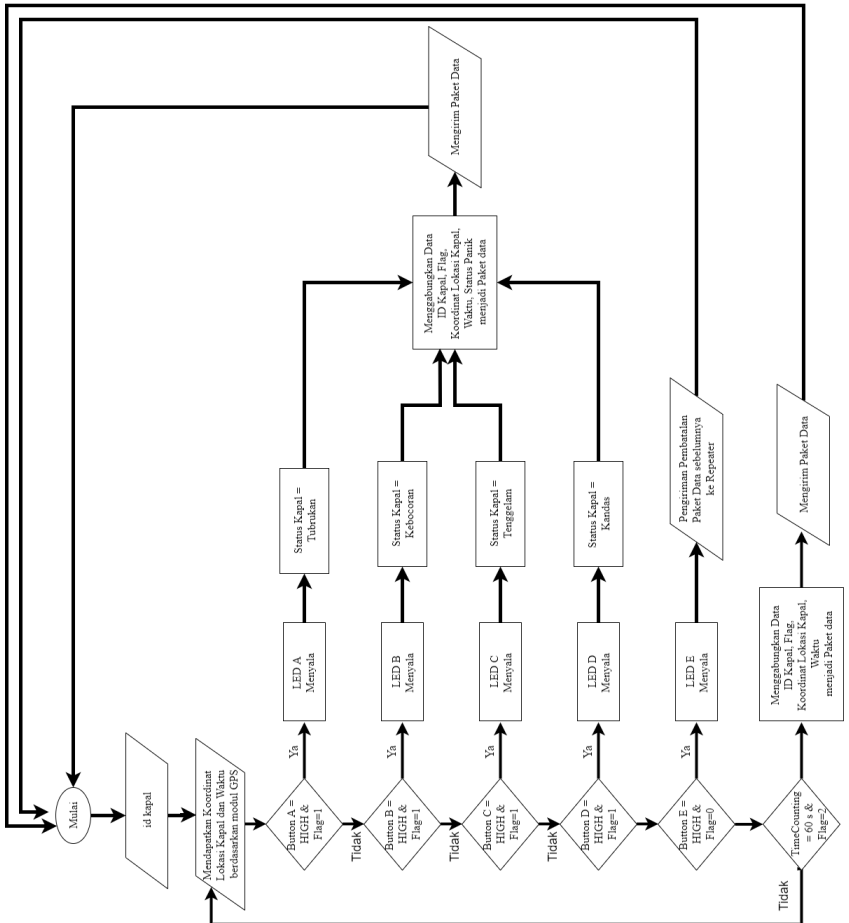 Mulai
id kapal
Mendapatkan Koordinat
Lokasi Kapal dan Waktu
berdasarkan modul GPS
Button A =
HIGH &
Flag=1
Ya
LED A
Menyala
Status Kapal =
Tubrukan
Tidak
Button B =
HIGH &
Flag=1
Ya
LED B
Menyala
Status Kapal =
Kebocoran
Tidak
Button C =
HIGH &
Flag=1
Ya
LED C
Menyala
Status Kapal =
Tenggelam
Tidak
Button D =
HIGH &
Flag=1
Ya
LED D
Menyala
Status Kapal =
Kandas
Menggabungkan Data
ID Kapal, Flag,
Koordinat Lokasi Kapal,
Waktu, Status Panik
menjadi Paket data
Mengirim Paket Data
Button E =
HIGH &
Flag=0
Ya
LED E
Menyala
Pengiriman Pembatalan
Paket Data sebelumnya
ke Repeater
TimeCounting
= 60 s &
Flag=2
Tidak
Menggabungkan Data
ID Kapal, Flag,
Koordinat Lokasi Kapal,
Waktu
menjadi Paket data
Mengirim Paket Data